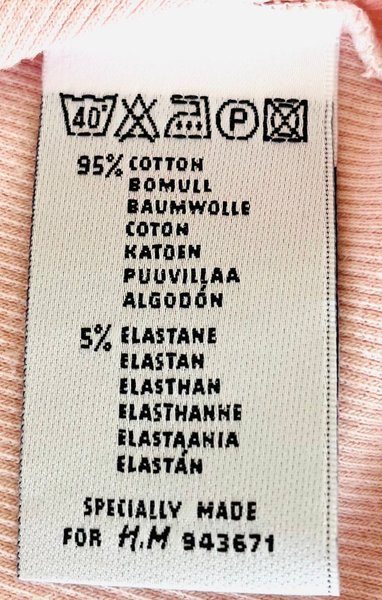 40°
P
95% COTTON
BOMULL
BAUMWOLLE
COTON
KATOEN
PUUVILLAA
ALGODÓN
5% ELASTANE
ELASTAN
ELASTHAN
ELASTHANNE
ELASTAANIA
ELASTÁN
SPECIALLY MADE
FOR H.M 943671